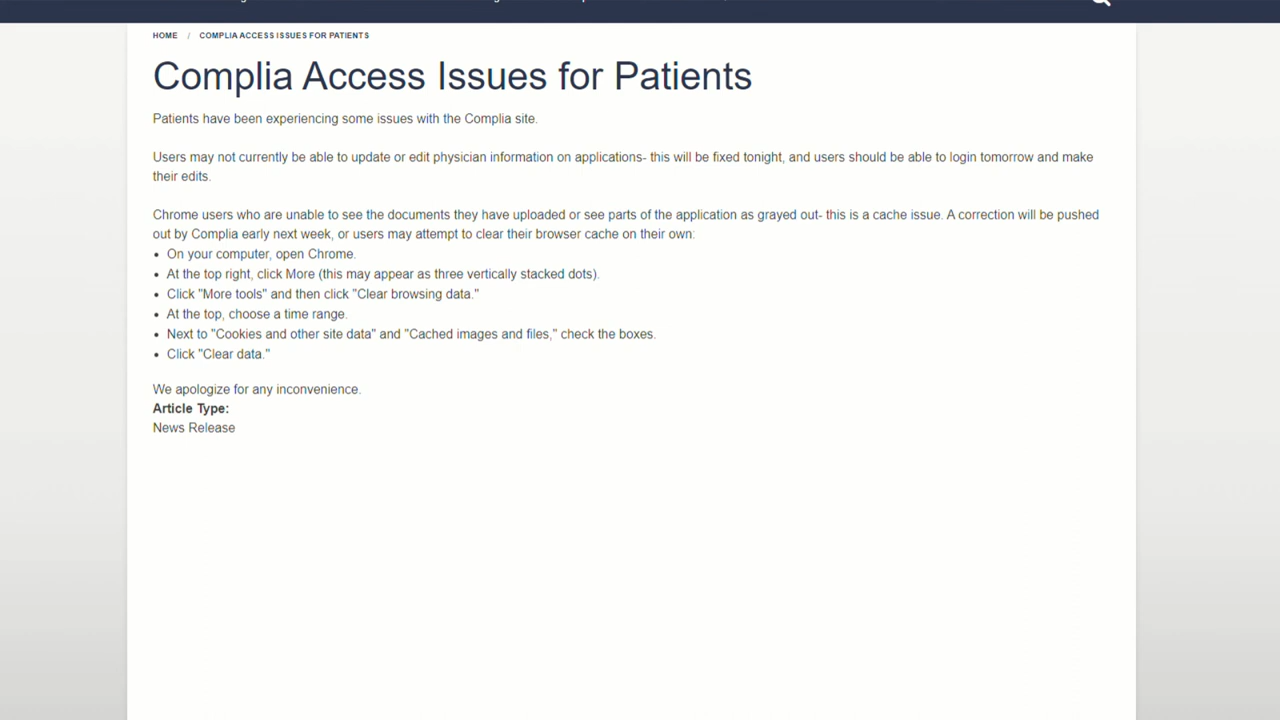 HOME / COMPLIA ACCESS ISSUES FOR PATIENTS
Complia Access Issues for Patients
Patients have been experiencing some issues with the Complia site.
Users may not currently be able to update or edit physician information on applications- this will be fixed tonight, and users should be able to login tomorrow and make
their edits.
Chrome users who are unable to see the documents they have uploaded or see parts of the application as grayed out- this is a cache issue. A correction will be pushed
out by Complia early next week, or users may attempt to clear their browser cache on their own:
• On your computer, open Chrome.
• At the top right, click More (this may appear as three vertically stacked dots).
• Click "More tools" and then click "Clear browsing data."
• At the top, choose a time range.
• Next to "Cookies and other site data" and "Cached images and files," check the boxes.
• Click "Clear data."
We apologize for any inconvenience.
Article Type:
News Release